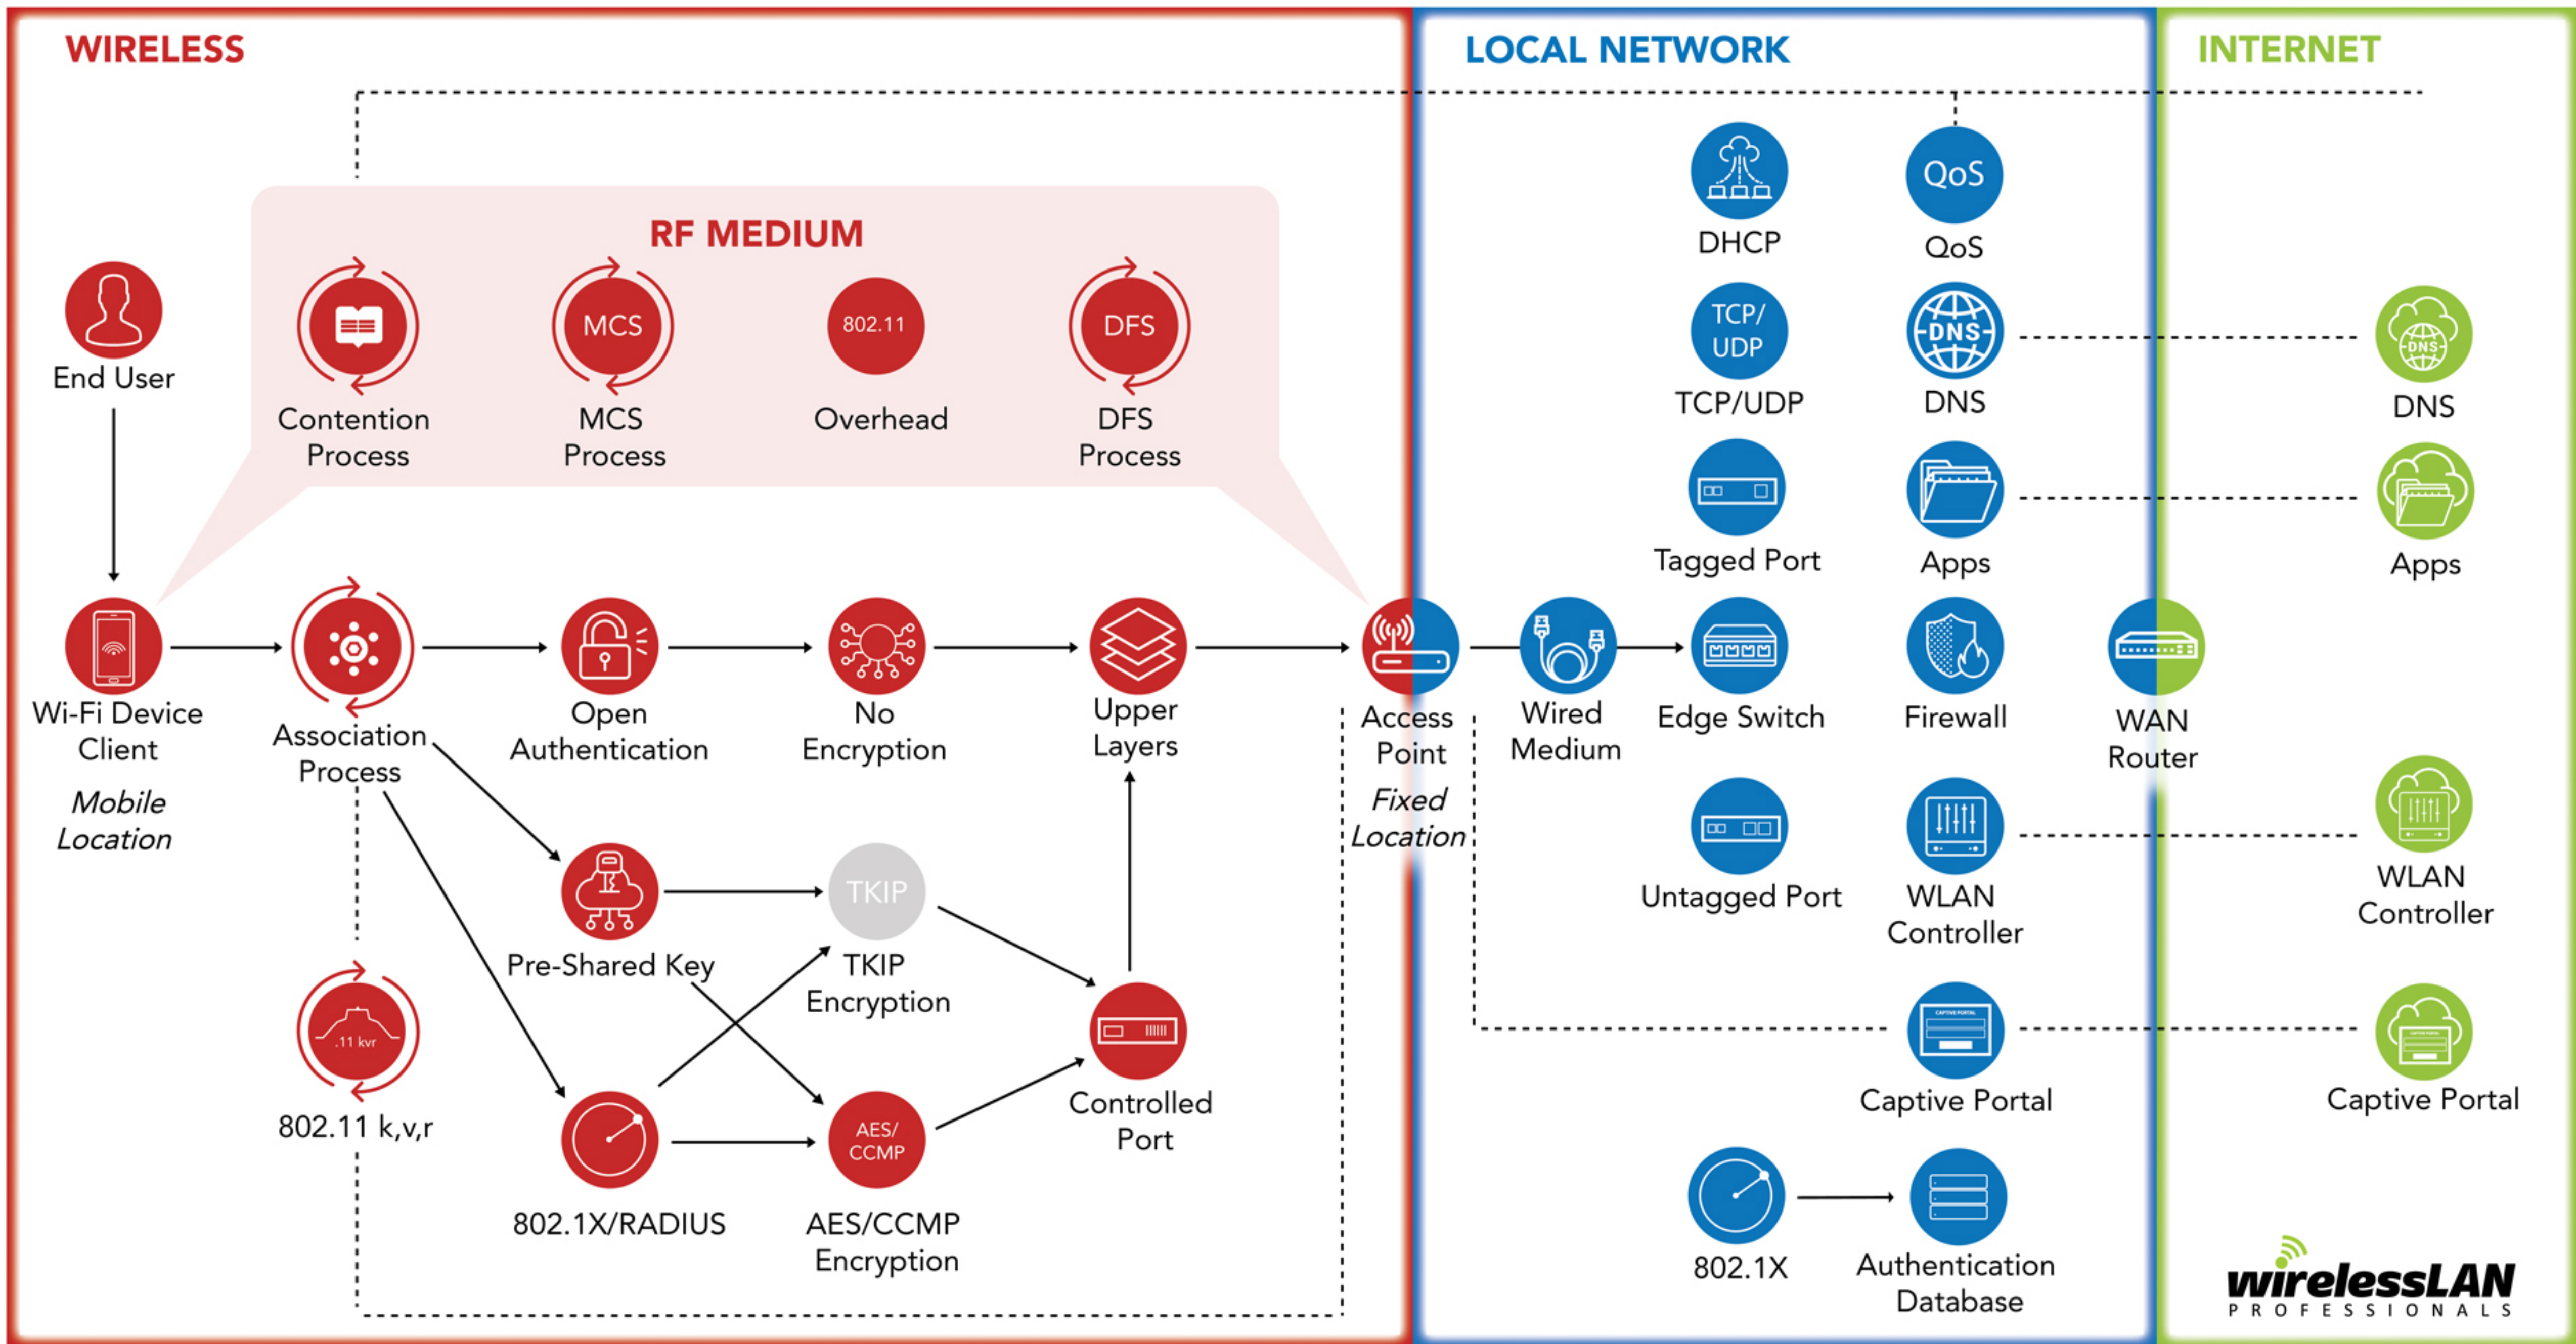 WIRELESS
LOCAL NETWORK
INTERNET
RF MEDIUM
End User
Contention
Process
MCS
MCS
Process
802.11
Overhead
DFS
DFS
Process
Wi-Fi Device
Client
Mobile
Location
Association
Process
Open
Authentication
No
Encryption
Upper
Layers
Access
Point
Fixed
Location
Pre-Shared Key
TKIP
TKIP
Encryption
.11 kvr
802.11 k,v,r
802.1X/RADIUS
AES/
CCMP
AES/CCMP
Encryption
Controlled
Port
Wired
Medium
DHCP
TCP/
UDP
TCP/UDP
Tagged Port
Edge Switch
Untagged Port
802.1X
QoS
QoS
DNS
DNS
Apps
Firewall
WLAN
Controller
CAPTIVE PORTAL
Captive Portal
Authentication
Database
WAN
Router
DNS
DNS
Apps
WLAN
Controller
Captive Portal
wirelessLAN
PROFESSIONALS